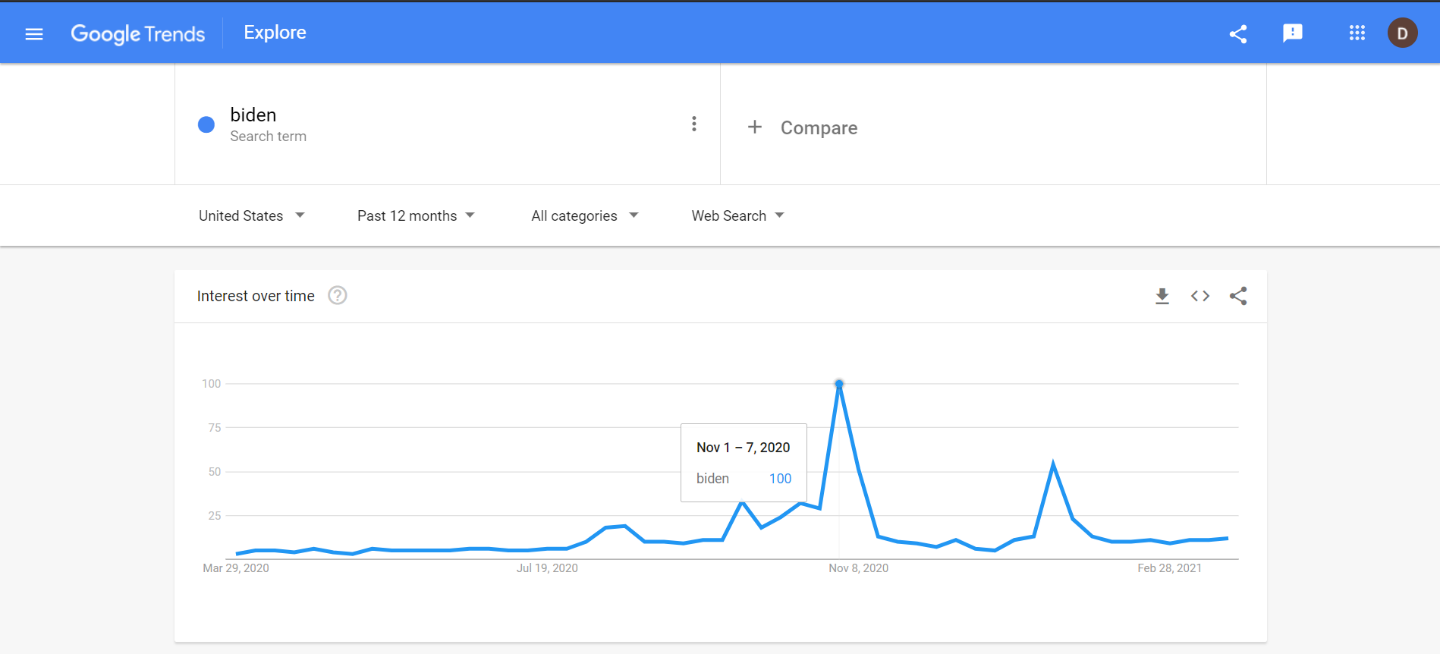 Google Trends Explore
D
biden
Search term
+ Compare
United States Past 12 months All categories Web Search
Interest over time ?
100
75
50
25
Nov 1 – 7, 2020
biden 100
Mar 29, 2020 Jul 19, 2020 Nov 8, 2020 Feb 28, 2021